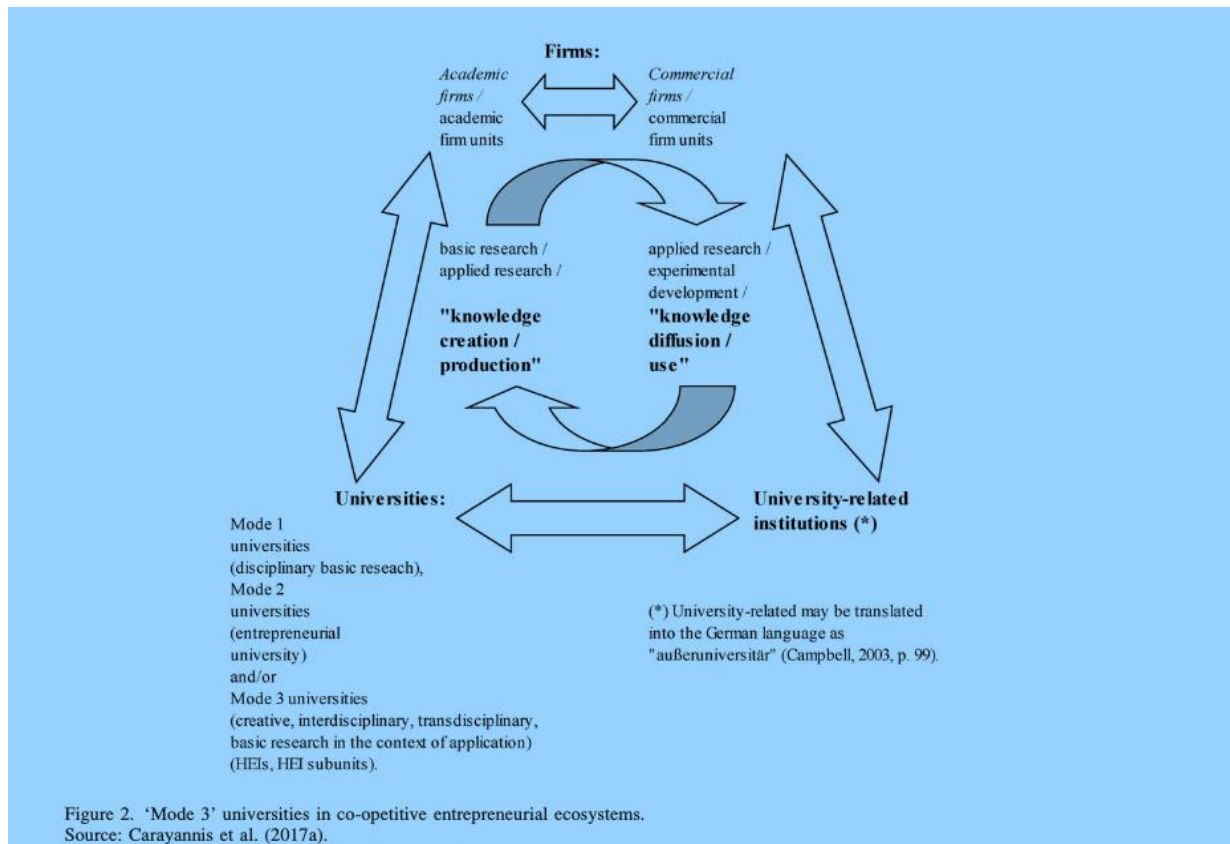 Firms:
Academic
firms /
academic
firm units
Commercial
firms /
commercial
firm units
basic research /
applied research /
"knowledge
creation /
production"
applied research /
experimental
development /
"knowledge
diffusion /
use"
Universities:
Mode 1
universities
(disciplinary basic reseach),
Mode 2
universities
(entrepreneurial
university)
and/or
Mode 3 universities
(creative, interdisciplinary, transdisciplinary,
basic research in the context of application)
(HEIs, HEI subunits).
University-related
institutions (*)
(*) University-related may be translated
into the German language as
"außeruniversitär" (Campbell, 2003, p. 99).
Figure 2. ‘Mode 3’ universities in co-opetitive entrepreneurial ecosystems.
Source: Carayannis et al. (2017a).